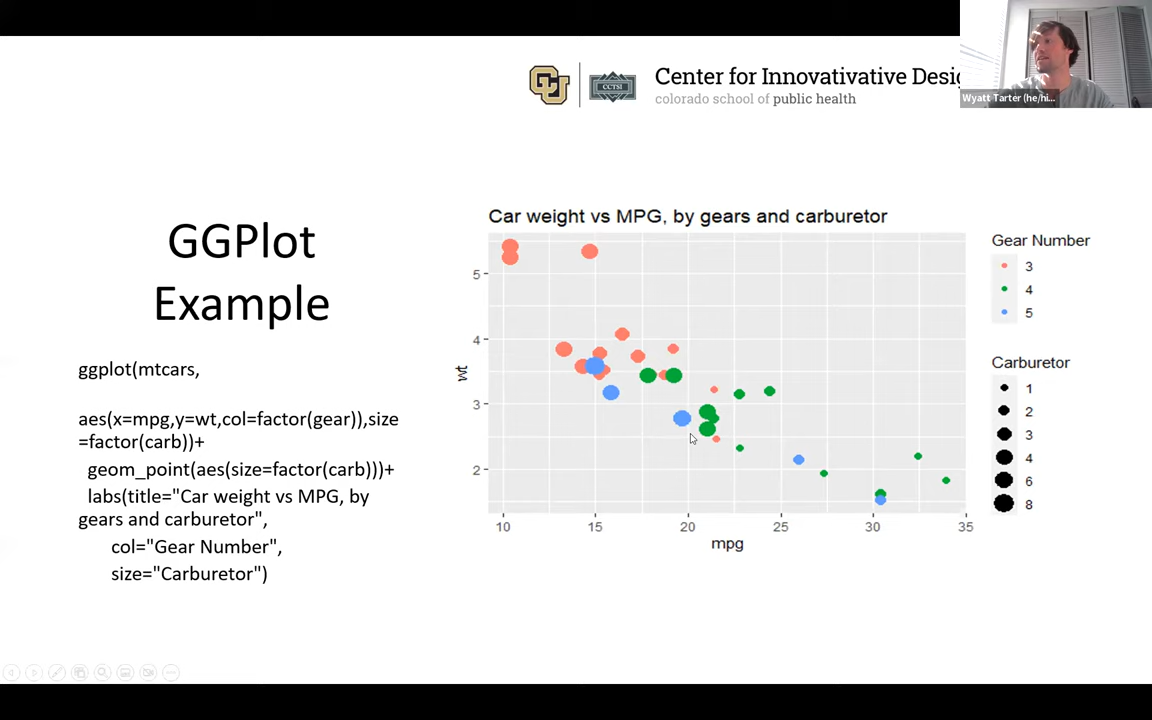 CU
CCTSI
Center for Innovativative Desig
colorado school of public health
Wyatt Tarter (he/hi...
GGPlot
Example
ggplot(mtcars,
aes(x=mpg,y=wt,col=factor(gear)),size
=factor(carb))+
geom_point(aes(size=factor(carb)))+
labs(title="Car weight vs MPG, by
gears and carburetor",
col="Gear Number",
size="Carburetor")
Car weight vs MPG, by gears and carburetor
wt
5
4
3
2
10 15 20 25 30 35
mpg
Gear Number
3
4
5
Carburetor
1
2
3
4
6
8